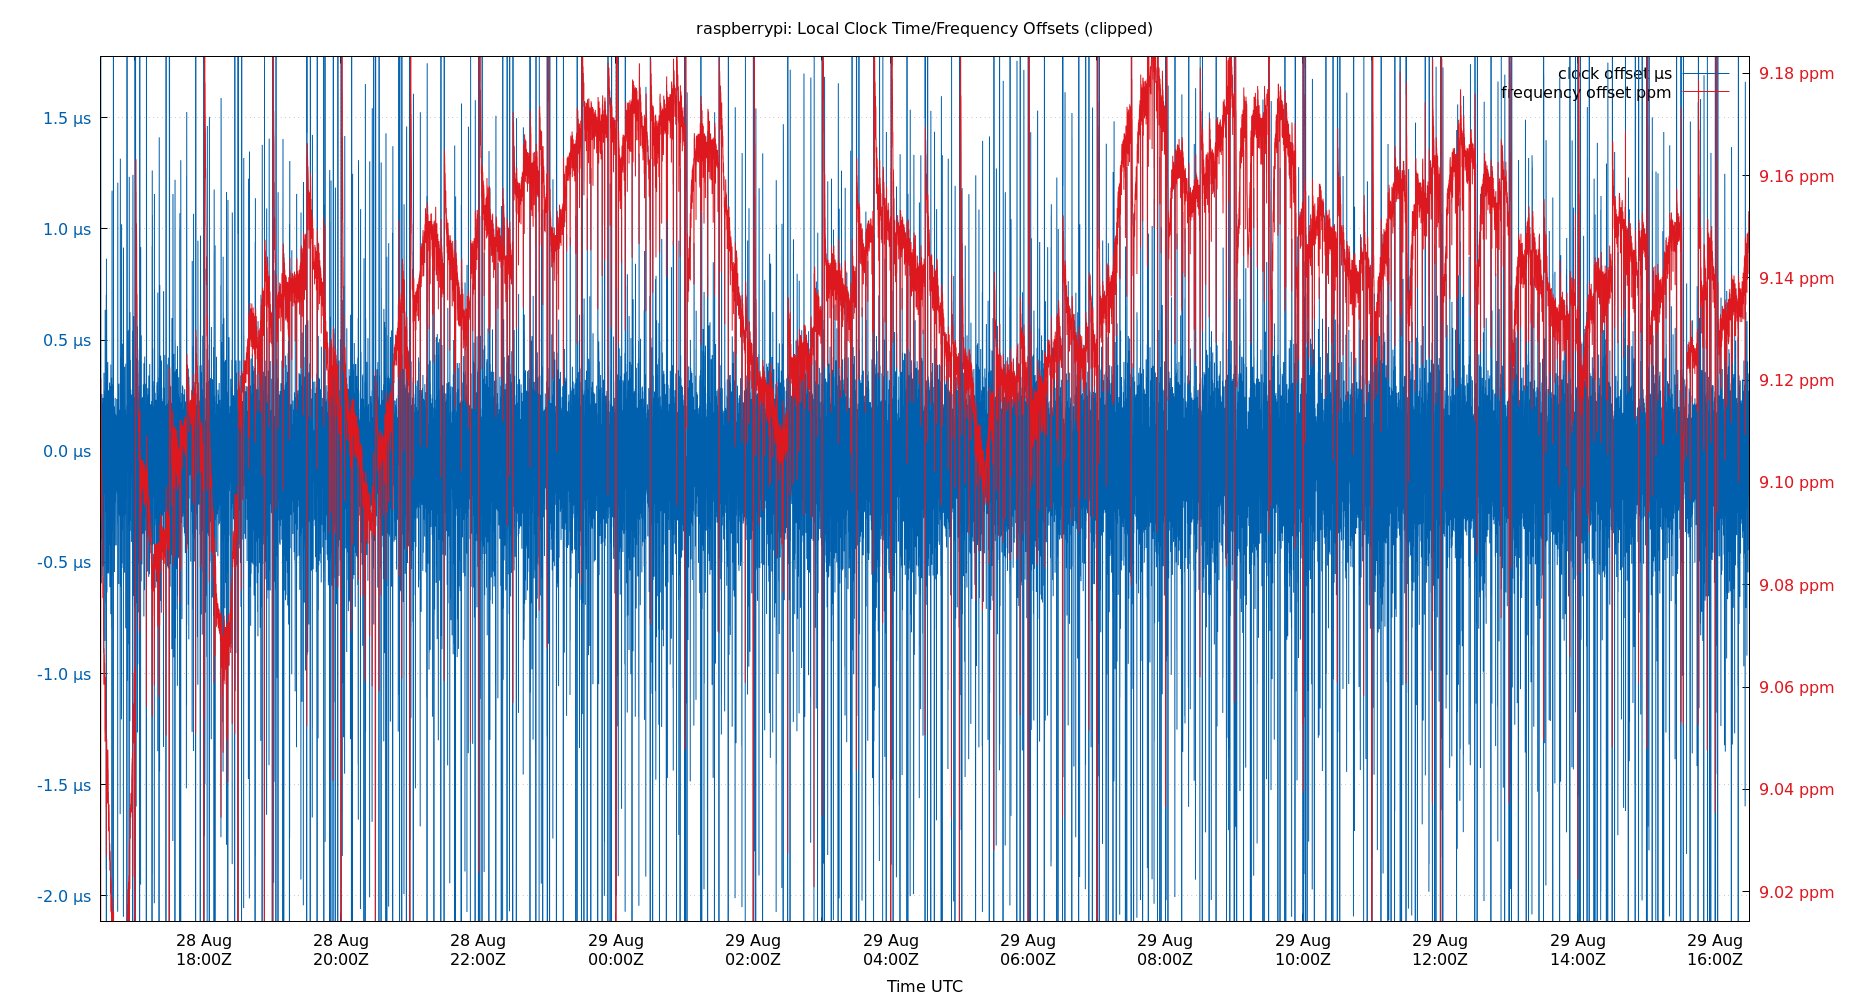 raspberrypi: Local Clock Time/Frequency Offsets (clipped)
clock offset µs
frequency offset ppm
1.5 µs
1.0 µs
0.5 µs
0.0 µs
-0.5 µs
-1.0 µs
-1.5 µs
-2.0 µs
9.18 ppm
9.16 ppm
9.14 ppm
9.12 ppm
9.10 ppm
9.08 ppm
9.06 ppm
9.04 ppm
9.02 ppm
28 Aug 28 Aug 28 Aug 29 Aug 29 Aug 29 Aug 29 Aug 29 Aug 29 Aug 29 Aug 29 Aug 29 Aug
18:00Z 20:00Z 22:00Z 00:00Z 02:00Z 04:00Z 06:00Z 08:00Z 10:00Z 12:00Z 14:00Z 16:00Z
Time UTC